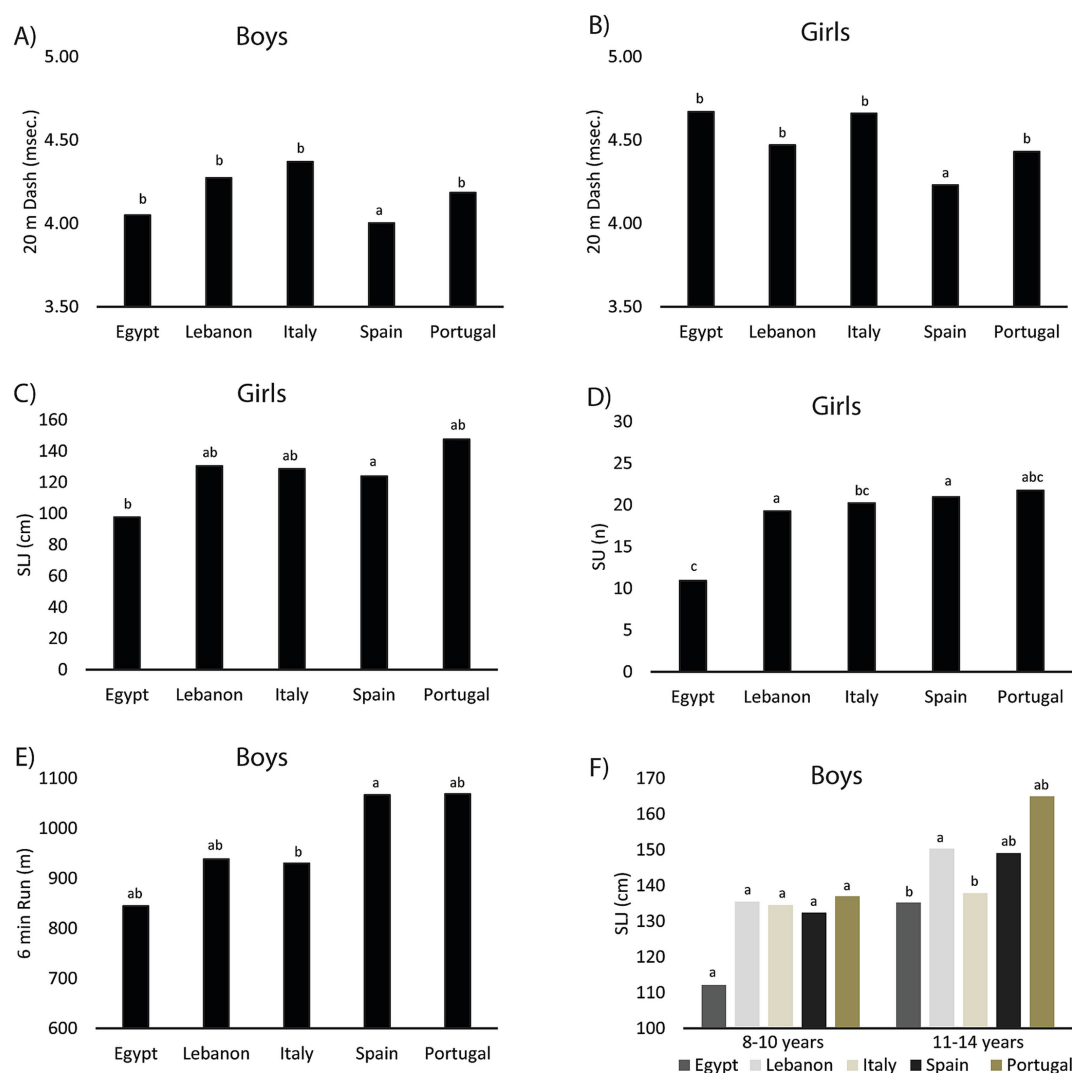 A)
Boys
5.00
4.50
4.00
3.50
20 m Dash (msec.)
b
b
b
a
b
Egypt Lebanon Italy Spain Portugal
B)
Girls
5.00
4.50
4.00
3.50
20 m Dash (msec.)
b
b
b
a
b
Egypt Lebanon Italy Spain Portugal
C)
Girls
160
140
120
100
80
60
40
20
0
SLJ (cm)
b
ab
ab
a
ab
Egypt Lebanon Italy Spain Portugal
D)
Girls
30
25
20
15
10
5
0
SU (n)
c
a
bc
a
abc
Egypt Lebanon Italy Spain Portugal
E)
Boys
1100
1000
900
800
700
600
6 min Run (m)
ab
ab
b
a
ab
Egypt Lebanon Italy Spain Portugal
F)
Boys
170
160
150
140
130
120
110
100
SLJ (cm)
a
a
a
a
a
b
a
b
ab
ab
8-10 years 11-14 years
Egypt Lebanon Italy Spain Portugal